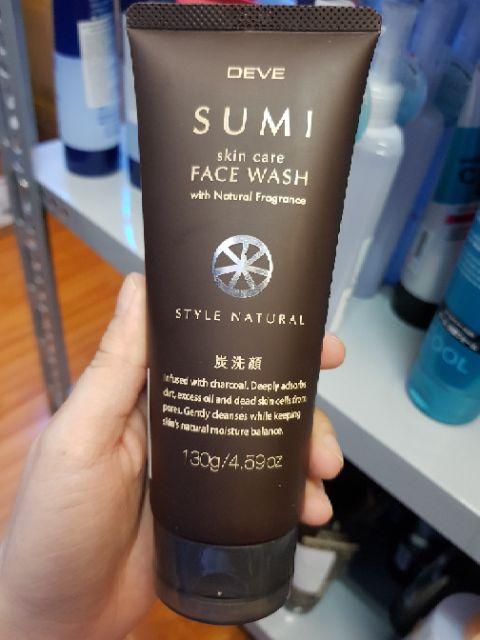 DEVE
SUMI
skin care
FACE WASH
with Natural Fragrance
STYLE NATURAL
炭洗顔
Infused with charcoal. Deeply adsorbs
dirt, excess oil and dead skin cells from
pores. Gently cleanses while keeping
skin's natural moisture balance.
130g/4.59oz